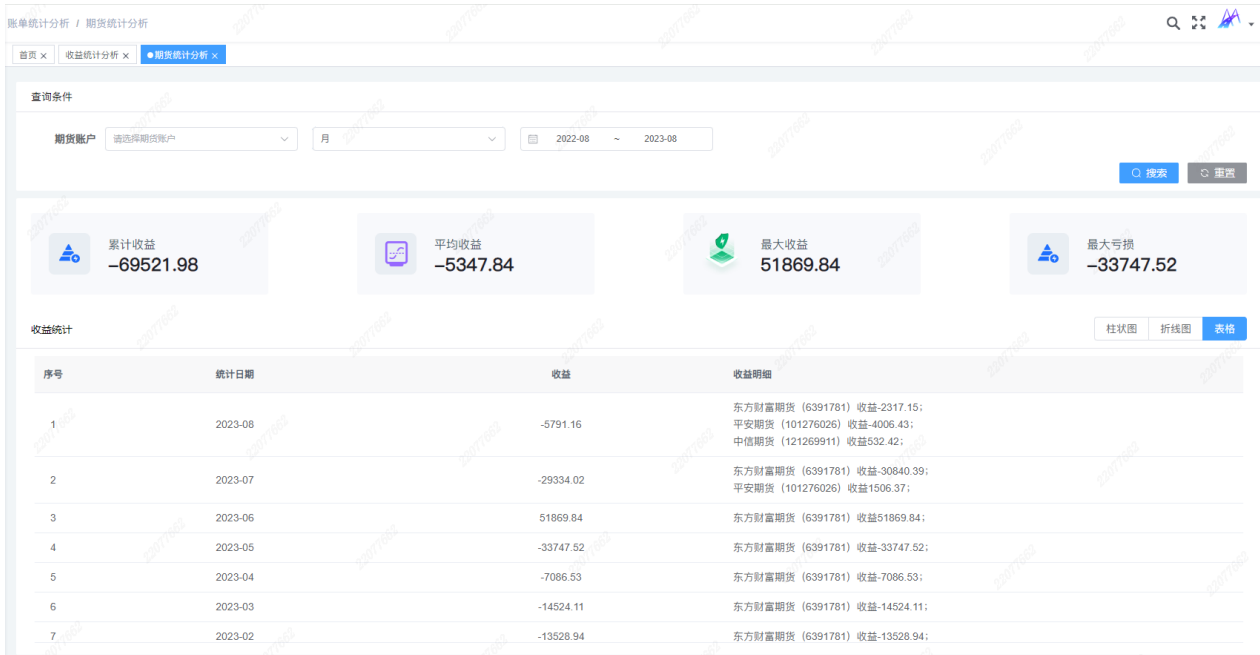 账单统计分析 / 期货统计分析
首页 × 收益统计分析 × 期货统计分析 ×
查询条件
期货账户 请选择期货账户 月 2022-08 ~ 2023-08
搜索 重置
累计收益 平均收益 最大收益 最大亏损
-69521.98 -5347.84 51869.84 -33747.52
收益统计 柱状图 折线图 表格
序号 统计日期 收益 收益明细
东方财富期货（6391781）收益-2317.15;
1 2023-08 -5791.16 平安期货（101276026）收益-4006.43;
中信期货（121269911）收益532.42;
东方财富期货（6391781）收益-30840.39;
2 2023-07 -29334.02 平安期货（101276026）收益1506.37;
3 2023-06 51869.84 东方财富期货（6391781）收益51869.84;
4 2023-05 -33747.52 东方财富期货（6391781）收益-33747.52;
5 2023-04 -7086.53 东方财富期货（6391781）收益-7086.53;
6 2023-03 -14524.11 东方财富期货（6391781）收益-14524.11;
7 2023-02 -13528.94 东方财富期货（6391781）收益-13528.94;
22077662